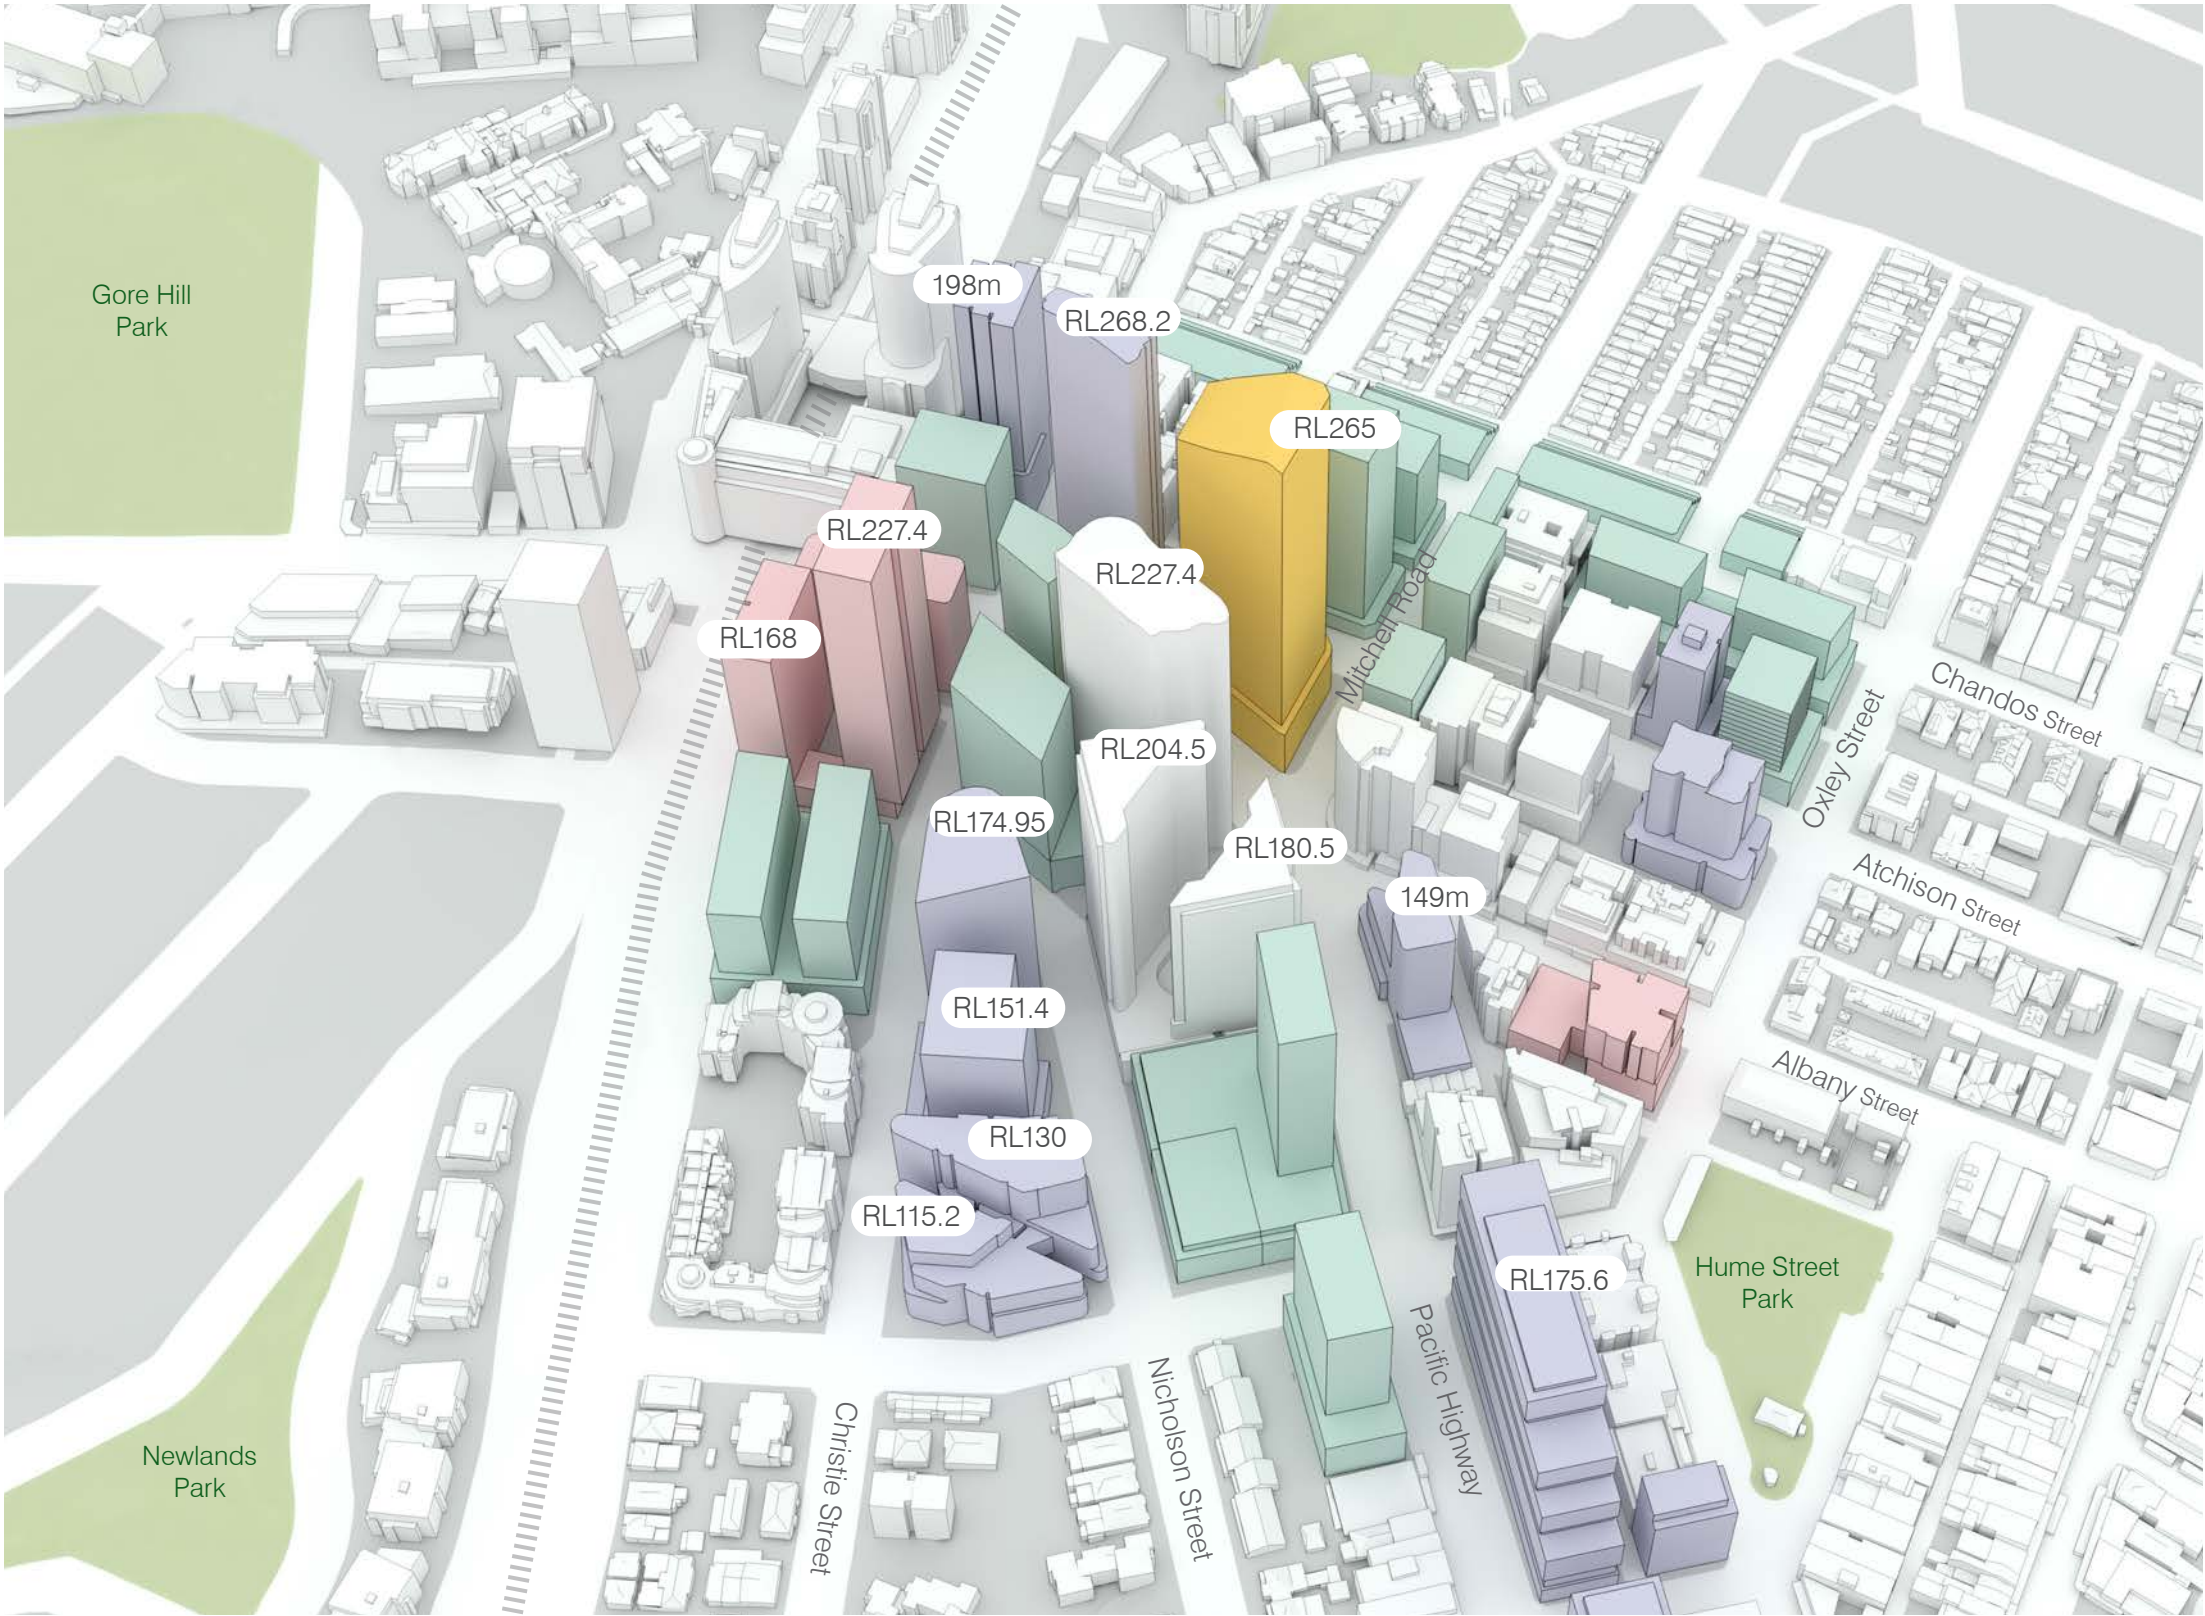 198m
Gore Hill
Park
RL268.2
RL265
RL227.4
RL227.4
Mitchell Road
RL168
Chandos Street
RL204.5
Oxley Street
RL174.95
RL180.5
149m
Atchison Street
RL151.4
Albany Street
RL130
RL115.2
RL175.6
Hume Street
Park
Pacific Highway
Nicholson Street
Christie Street
Newlands
Park